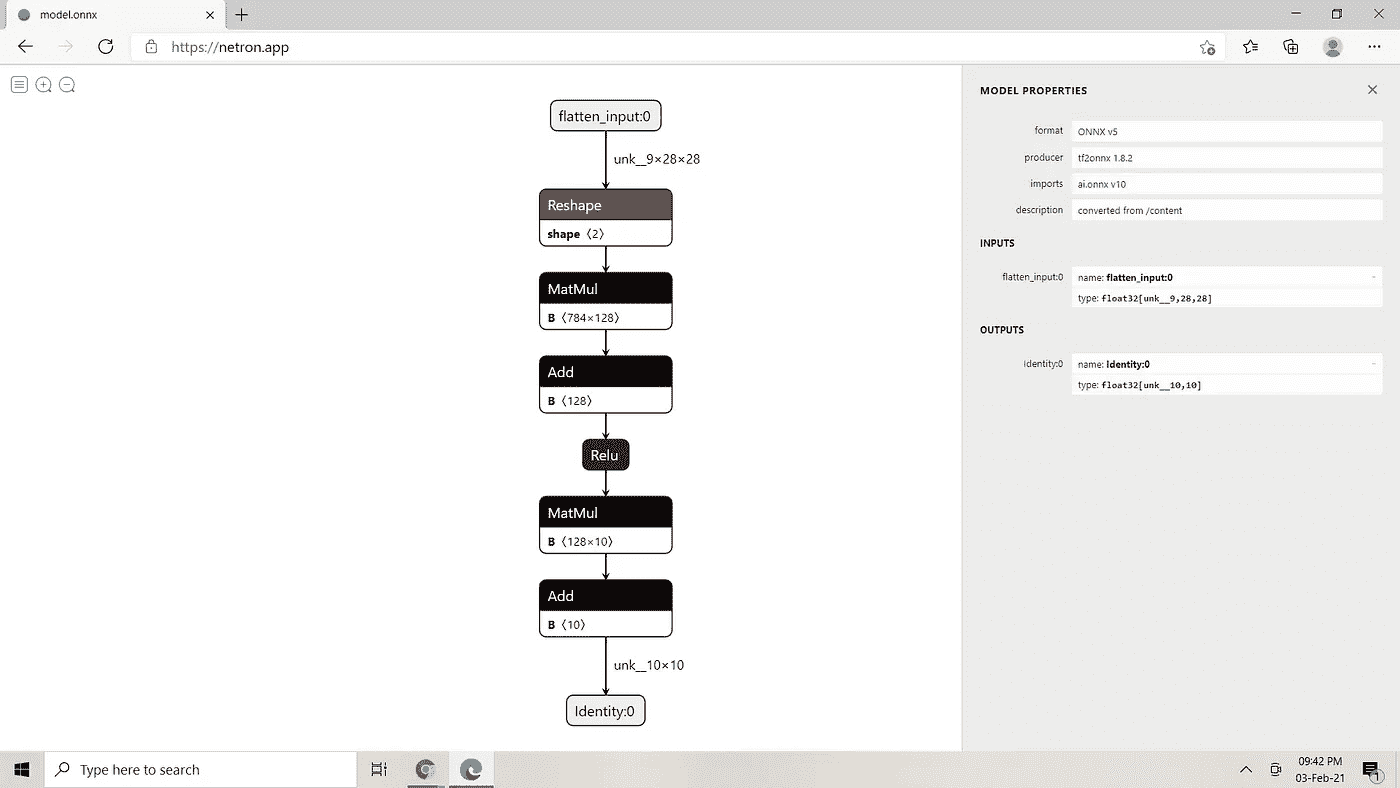 model.onnx
https://netron.app
flatten_input:0
unk__9×28×28
Reshape
shape 〈2〉
MatMul
B 〈784×128〉
Add
B 〈128〉
Relu
MatMul
B 〈128×10〉
Add
B 〈10〉
unk__10×10
Identity:0
MODEL PROPERTIES
format ONNX v5
producer tf2onnx 1.8.2
imports ai.onnx v10
description converted from /content
INPUTS
flatten_input:0 name: flatten_input:0
type: float32[unk__9,28,28]
OUTPUTS
Identity:0 name: Identity:0
type: float32[unk__10,10]
Type here to search
09:42 PM
03-Feb-21
1